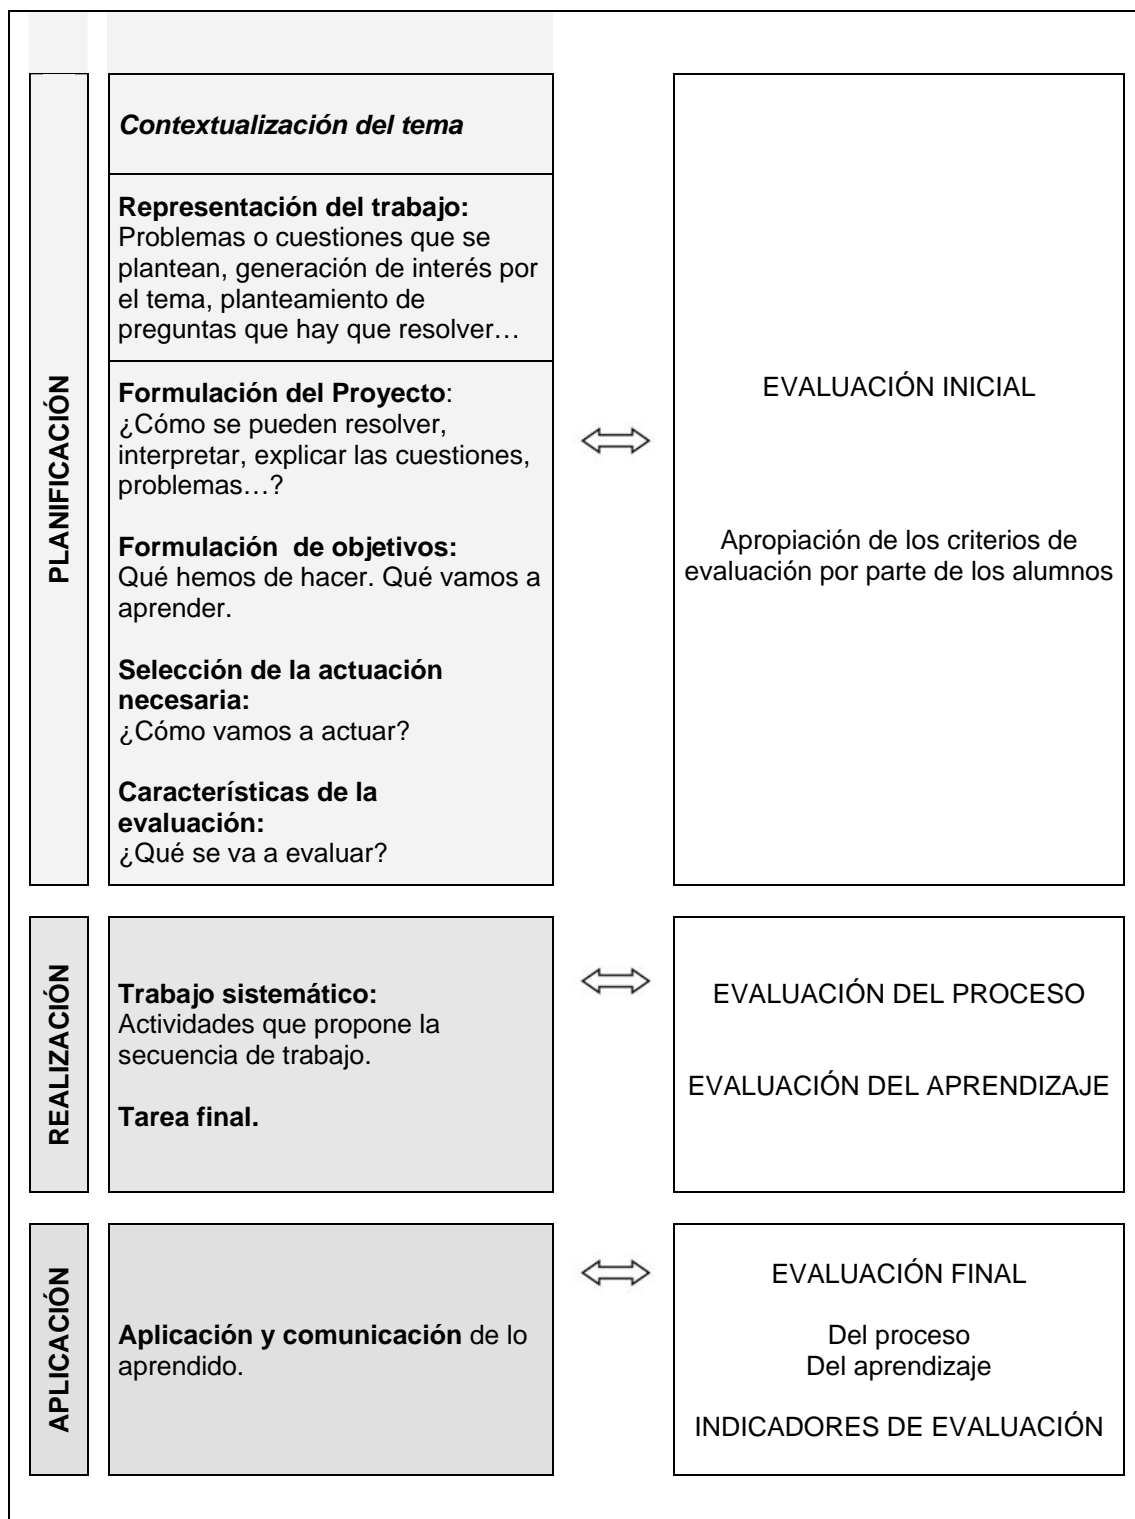 PLANIFICACIÓN
Contextualización del tema
Representación del trabajo:
Problemas o cuestiones que se
plantean, generación de interés por
el tema, planteamiento de
preguntas que hay que resolver…
Formulación del Proyecto:
¿Cómo se pueden resolver,
interpretar, explicar las cuestiones,
problemas…?
Formulación de objetivos:
Qué hemos de hacer. Qué vamos a
aprender.
Selección de la actuación
necesaria:
¿Cómo vamos a actuar?
Características de la
evaluación:
¿Qué se va a evaluar?
EVALUACIÓN INICIAL
Apropiación de los criterios de
evaluación por parte de los alumnos
REALIZACIÓN
Trabajo sistemático:
Actividades que propone la
secuencia de trabajo.
Tarea final.
EVALUACIÓN DEL PROCESO
EVALUACIÓN DEL APRENDIZAJE
APLICACIÓN
Aplicación y comunicación de lo
aprendido.
EVALUACIÓN FINAL
Del proceso
Del aprendizaje
INDICADORES DE EVALUACIÓN